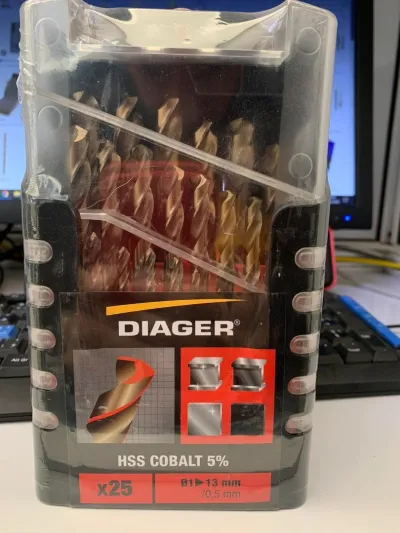 DIAGER®
HSS COBALT 5%
x25
Ø1▶13 mm
/0,5 mm